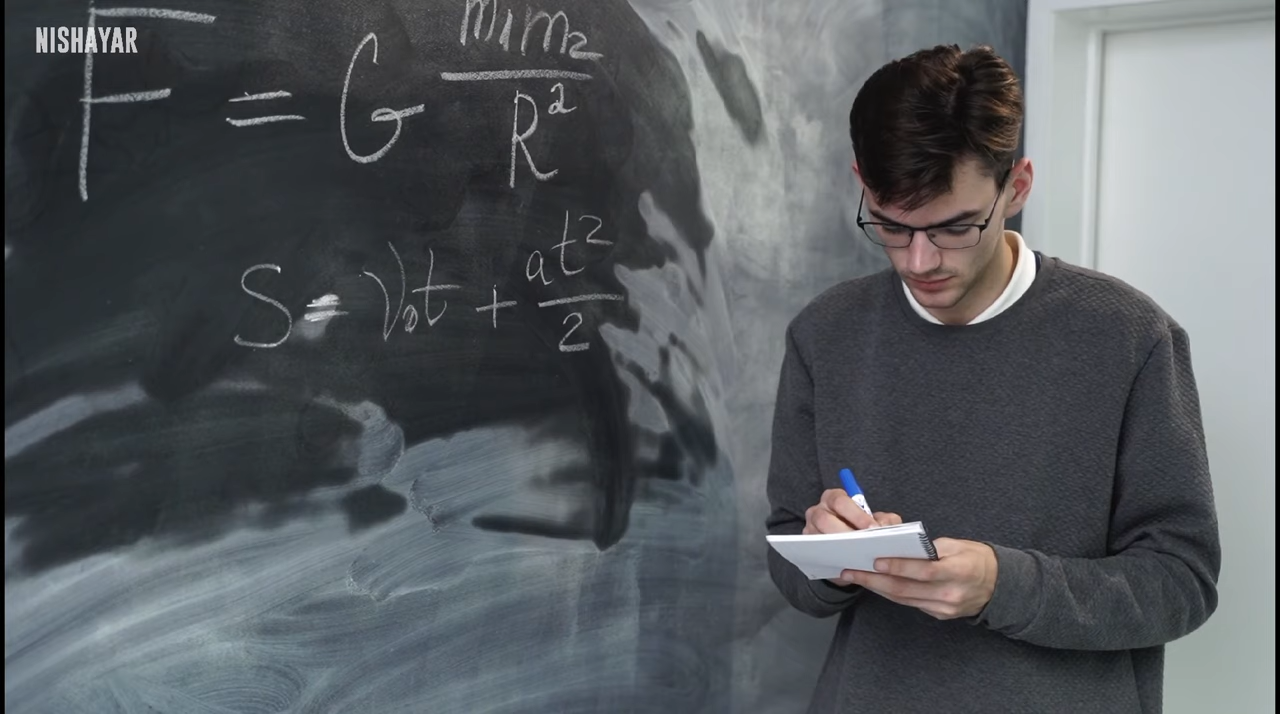 NISHAYAR
F = G m₁m₂/R²
S = V₀t + at²/2